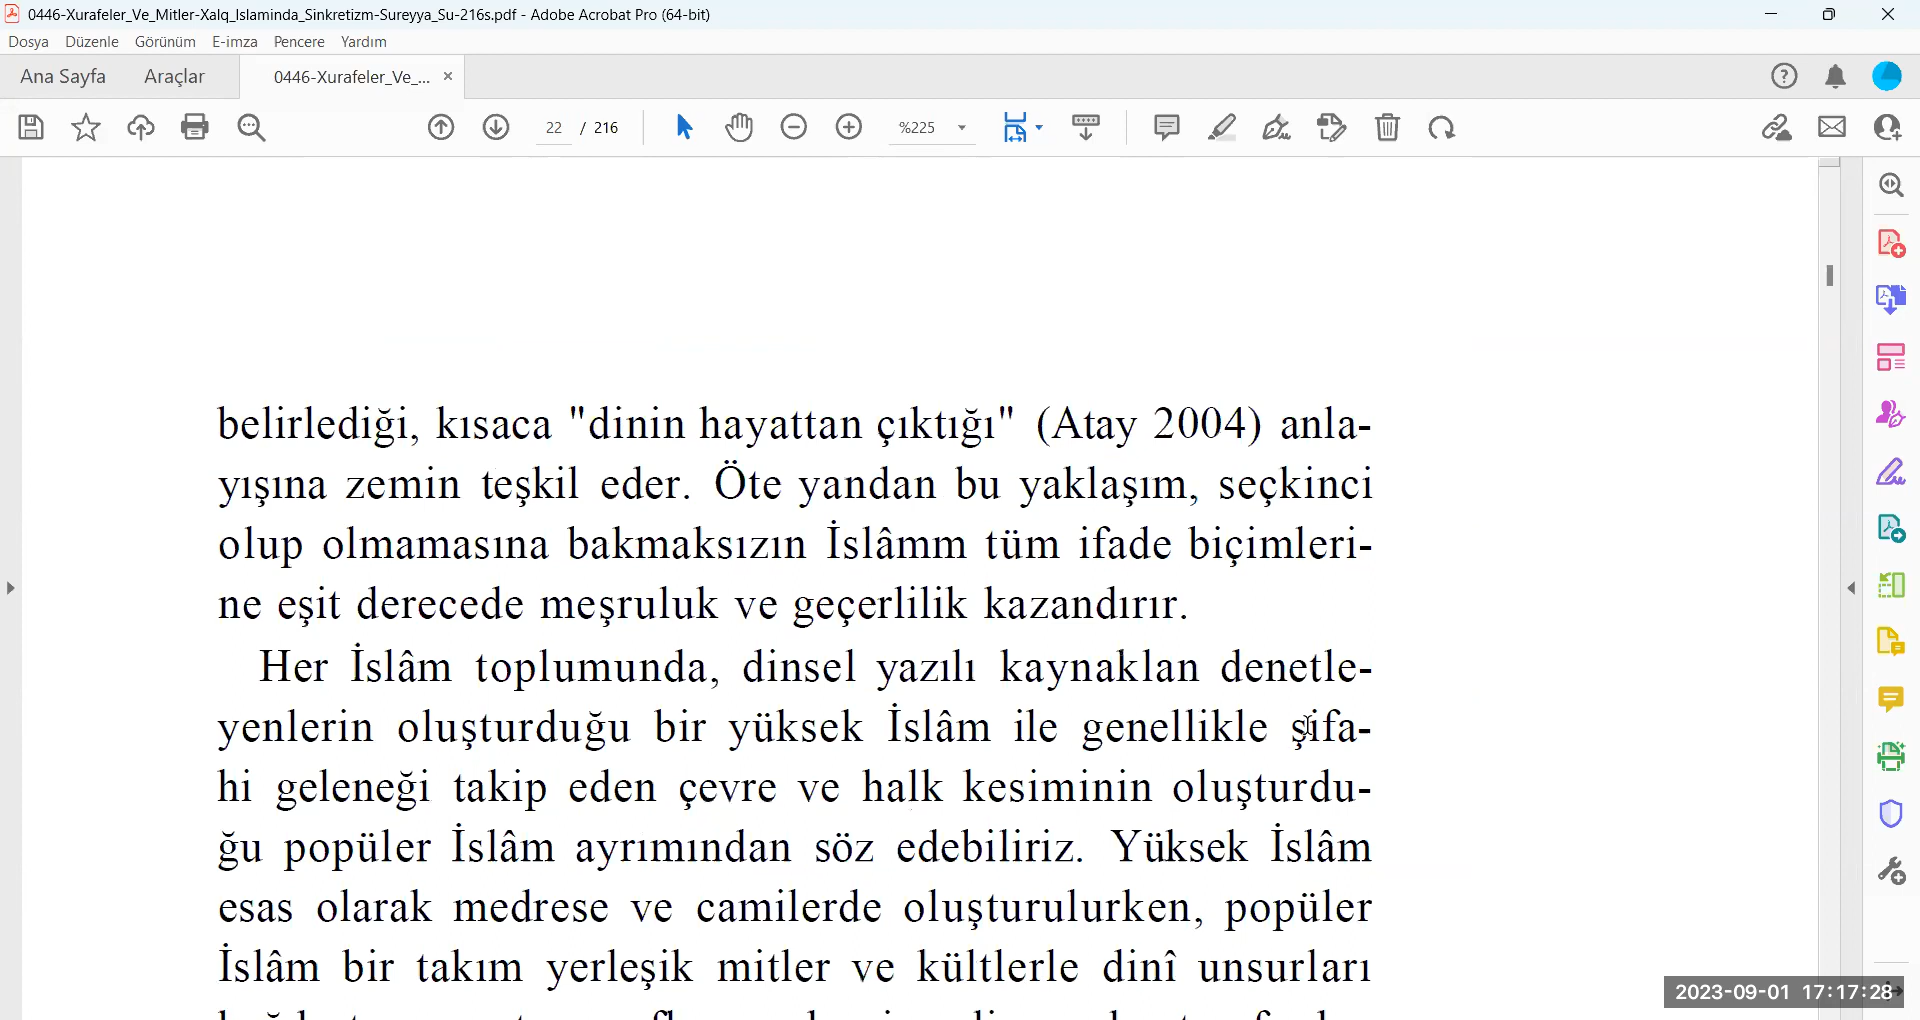 0446-Xurafeler_Ve_Mitler-Xalq_Islaminda_Sinkretizm-Sureyya_Su-216s.pdf - Adobe Acrobat Pro (64-bit)
Dosya Düzenle Görünüm E-imza Pencere Yardım
Ana Sayfa Araçlar 0446-Xurafeler_Ve_... ×
22 / 216 %225
belirlediği, kısaca "dinin hayattan çıktığı" (Atay 2004) anla-
yışına zemin teşkil eder. Öte yandan bu yaklaşım, seçkinci
olup olmamasına bakmaksızın İslâmm tüm ifade biçimleri-
ne eşit derecede meşruluk ve geçerlilik kazandırır.
Her İslâm toplumunda, dinsel yazılı kaynaklan denetle-
yenlerin oluşturduğu bir yüksek İslâm ile genellikle şifa-
hi geleneği takip eden çevre ve halk kesiminin oluşturdu-
ğu popüler İslâm ayrımından söz edebiliriz. Yüksek İslâm
esas olarak medrese ve camilerde oluşturulurken, popüler
İslâm bir takım yerleşik mitler ve kültlerle dinî unsurları
2023-09-01 17:17:28